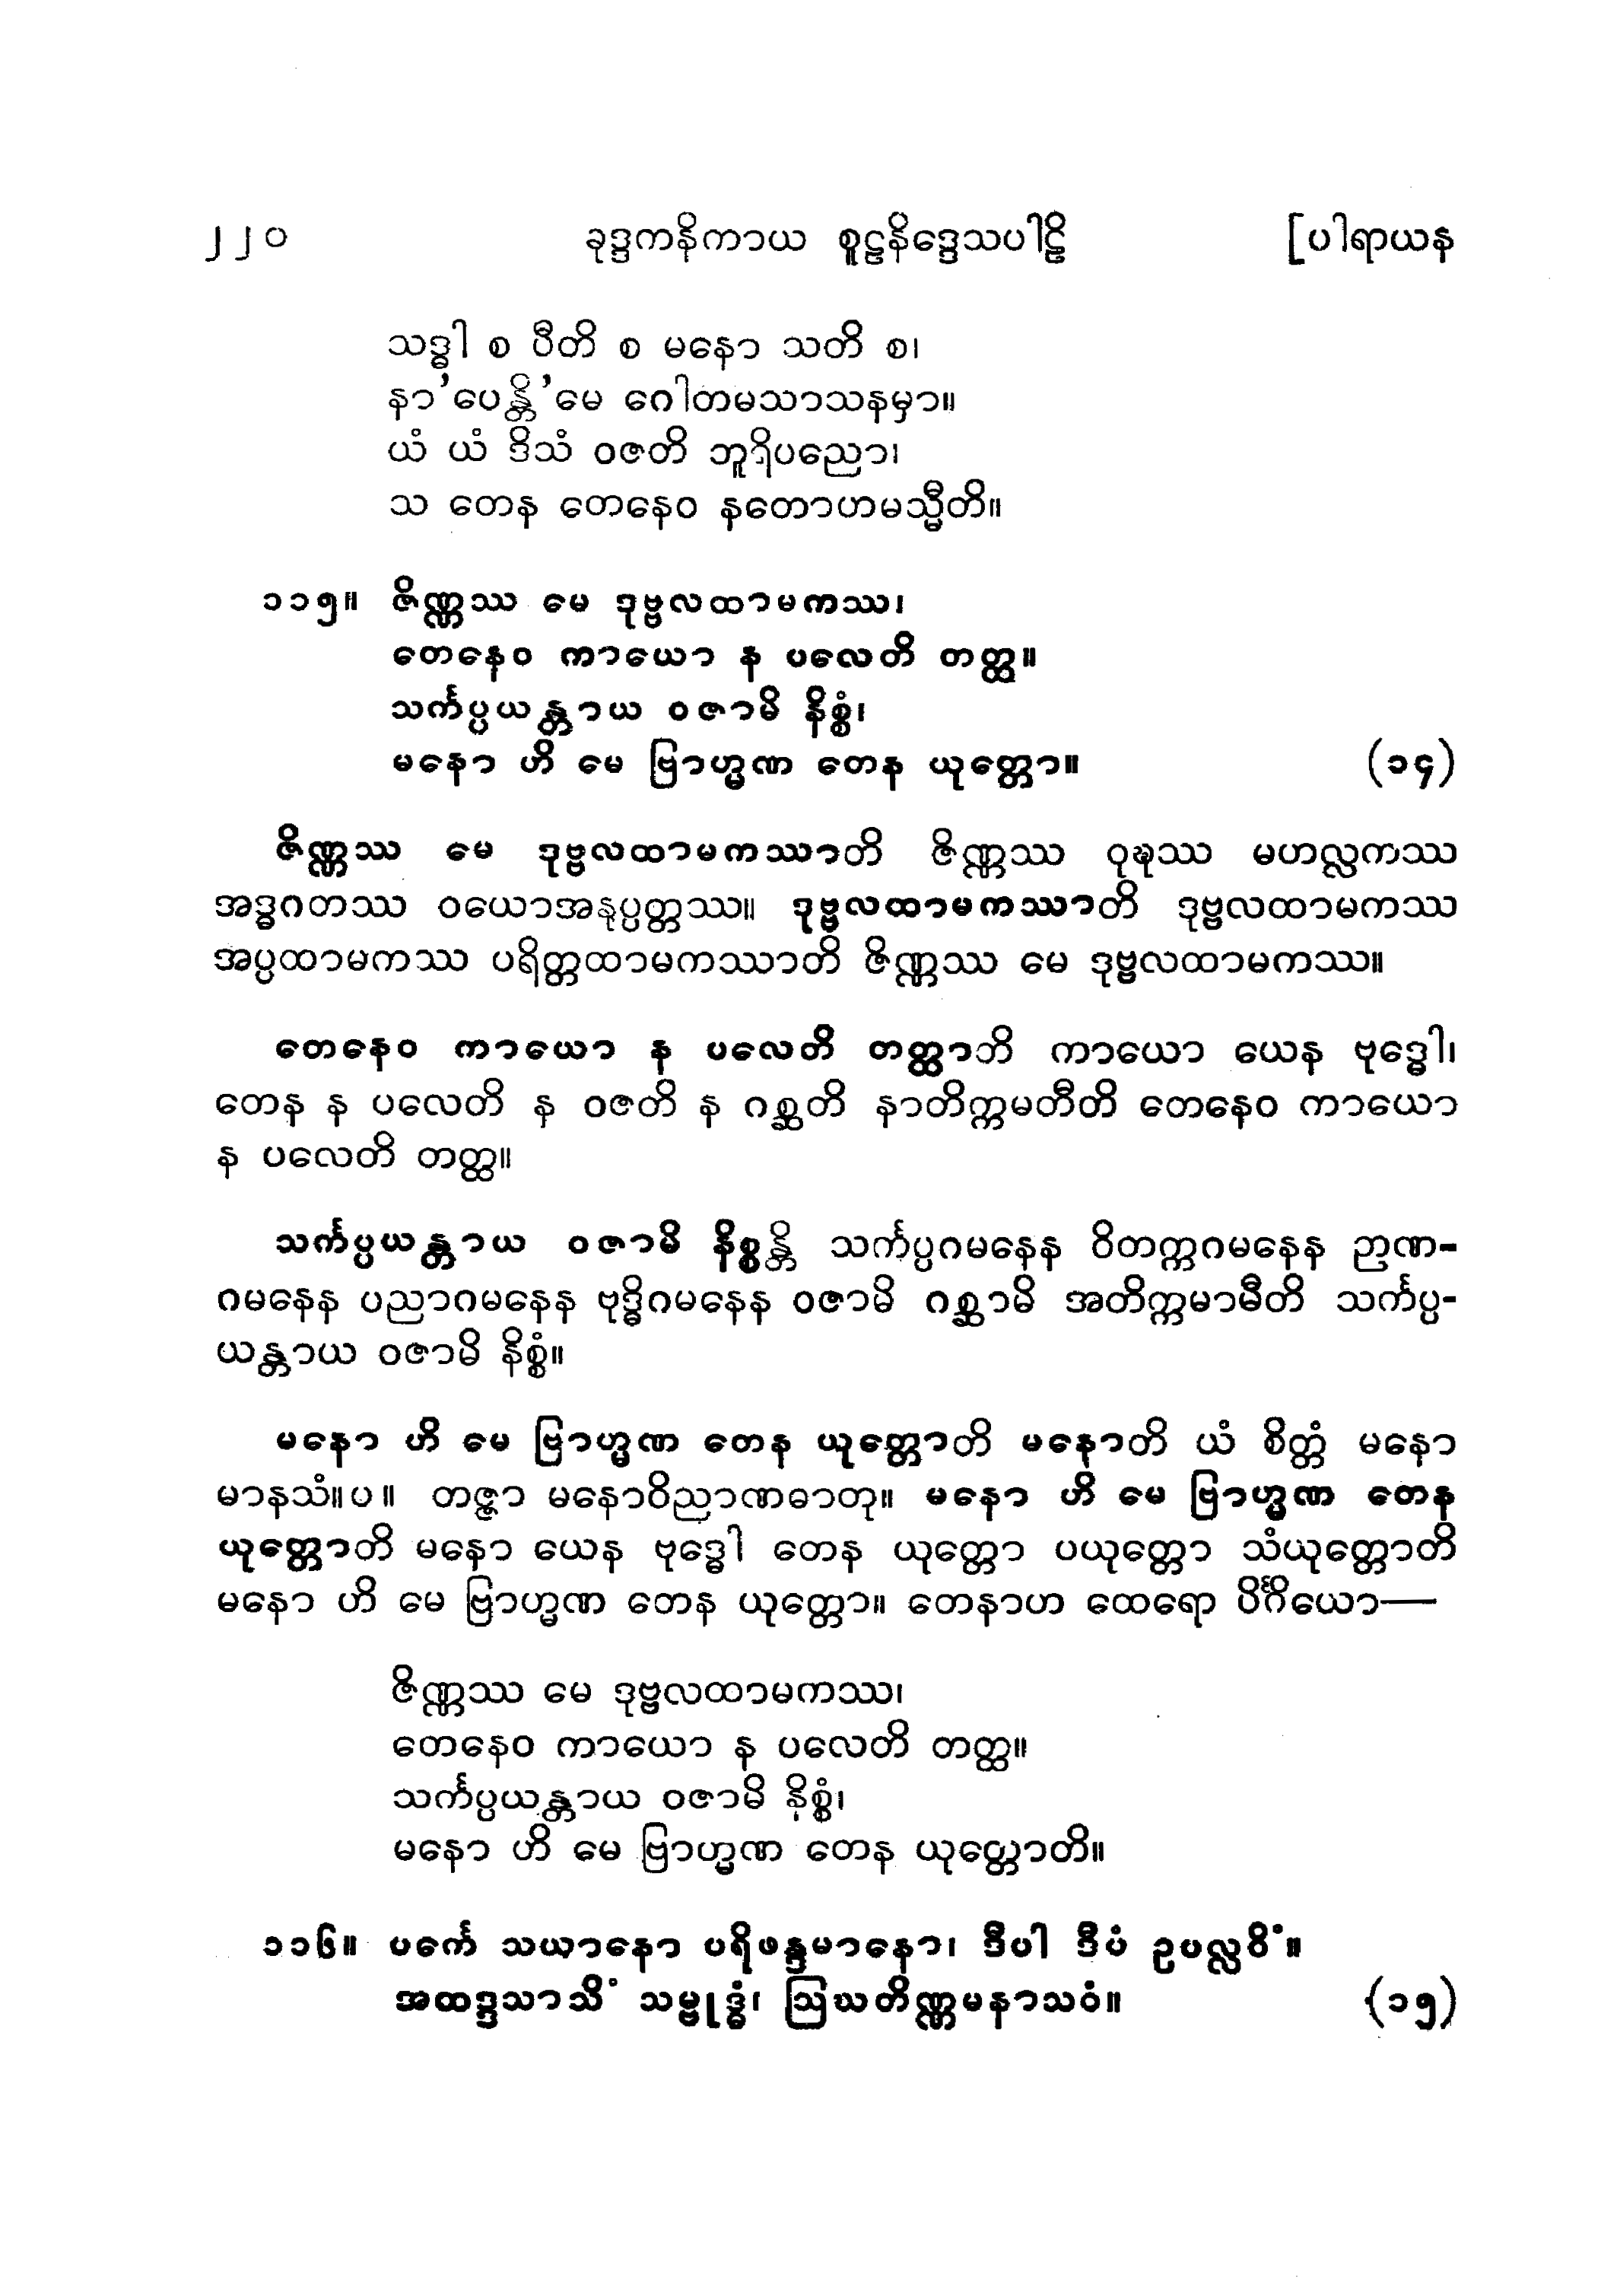 ၂၂၀ ခုဒ္ဒကနိကာယ စူဠနိဒ္ဒေသပါဠိ [ပါရာယန
သဒ္ဓါ စ ပီတိ စ မနော သတိ စ၊
နာ’ပေန္တိ’မေ ဂေါတမသာသနမှာ။
ယံ ယံ ဒိသံ ဝဇတိ ဘူရိပညော၊
သ တေန တေနေဝ နတောဟမသ္မီတိ။
၁၁၅။ ဇိဏ္ဏဿ မေ ဒုဗ္ဗလထာမကဿ၊
တေနေဝ ကာယော န ပလေတိ တတ္ထ။
သင်္ကပ္ပယန္တာယ ဝဇာမိ နိစ္စံ၊
မနော ဟိ မေ ဗြာဟ္မဏ တေန ယုတ္တော။ (၁၄)
ဇိဏ္ဏဿ မေ ဒုဗ္ဗလထာမကဿာတိ ဇိဏ္ဏဿ ဝုဍ္ဎဿ မဟလ္လကဿ
အဒ္ဓဂတဿ ဝယောအနုပ္ပတ္တဿ။ ဒုဗ္ဗလထာမကဿာတိ ဒုဗ္ဗလထာမကဿ
အပ္ပထာမကဿ ပရိတ္တထာမကဿာတိ ဇိဏ္ဏဿ မေ ဒုဗ္ဗလထာမကဿ။
တေနေဝ ကာယော န ပလေတိ တတ္ထာတိ ကာယော ယေန ဗုဒ္ဓေါ၊
တေန န ပလေတိ န ဝဇတိ န ဂစ္ဆတိ နာတိက္ကမတီတိ တေနေဝ ကာယော
န ပလေတိ တတ္ထ။
သင်္ကပ္ပယန္တာယ ဝဇာမိ နိစ္စန္တိ သင်္ကပ္ပဂမနေန ဝိတက္ကဂမနေန ဉာဏ-
ဂမနေန ပညာဂမနေန ဗုဒ္ဓိဂမနေန ဝဇာမိ ဂစ္ဆာမိ အတိက္ကမာမီတိ သင်္ကပ္ပ-
ယန္တာယ ဝဇာမိ နိစ္စံ။
မနော ဟိ မေ ဗြာဟ္မဏ တေန ယုတ္တောတိ မနောတိ ယံ စိတ္တံ မနော
မာနသံ။ပ။ တဇ္ဇာ မနောဝိညာဏဓာတု။ မနော ဟိ မေ ဗြာဟ္မဏ တေန
ယုတ္တောတိ မနော ယေန ဗုဒ္ဓေါ တေန ယုတ္တော ပယုတ္တော သံယုတ္တောတိ
မနော ဟိ မေ ဗြာဟ္မဏ တေန ယုတ္တော။ တေနာဟ ထေရော ပိင်္ဂိယော—
ဇိဏ္ဏဿ မေ ဒုဗ္ဗလထာမကဿ၊
တေနေဝ ကာယော န ပလေတိ တတ္ထ။
သင်္ကပ္ပယန္တာယ ဝဇာမိ နိစ္စံ၊
မနော ဟိ မေ ဗြာဟ္မဏ တေန ယုတ္တောတိ။
၁၁၆။ ပင်္ကေ သယာနော ပရိဖန္ဒမာနော၊ ဒီပါ ဒီပံ ဥပလ္လဝိံ။
အထဒ္ဒသာသိံ သမ္ဗုဒ္ဓံ၊ ဩဃတိဏ္ဏမနာသဝံ။ (၁၅)